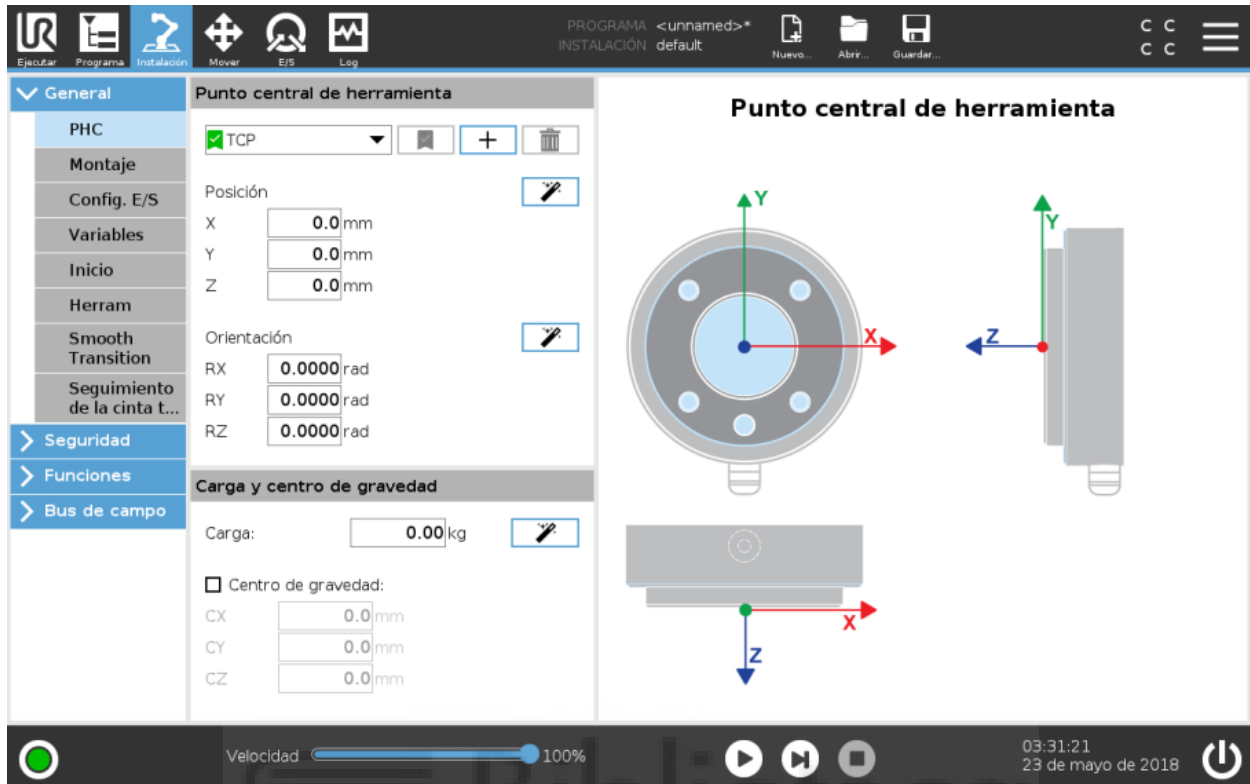 PROGRAMA <unnamed>*
INSTALACIÓN default
C C
C C
Ejecutar Programa Instalación Mover E/S Log Nuevo... Abrir... Guardar...
General
PHC
Montaje
Config. E/S
Variables
Inicio
Herram
Smooth
Transition
Seguimiento
de la cinta t...
Seguridad
Funciones
Bus de campo
Punto central de herramienta
TCP
Posición
X 0.0 mm
Y 0.0 mm
Z 0.0 mm
Orientación
RX 0.0000 rad
RY 0.0000 rad
RZ 0.0000 rad
Carga y centro de gravedad
Carga: 0.00 kg
Centro de gravedad:
CX 0.0 mm
CY 0.0 mm
CZ 0.0 mm
Punto central de herramienta
Y
X
Y
Z
X
Z
Velocidad 100%
03:31:21
23 de mayo de 2018